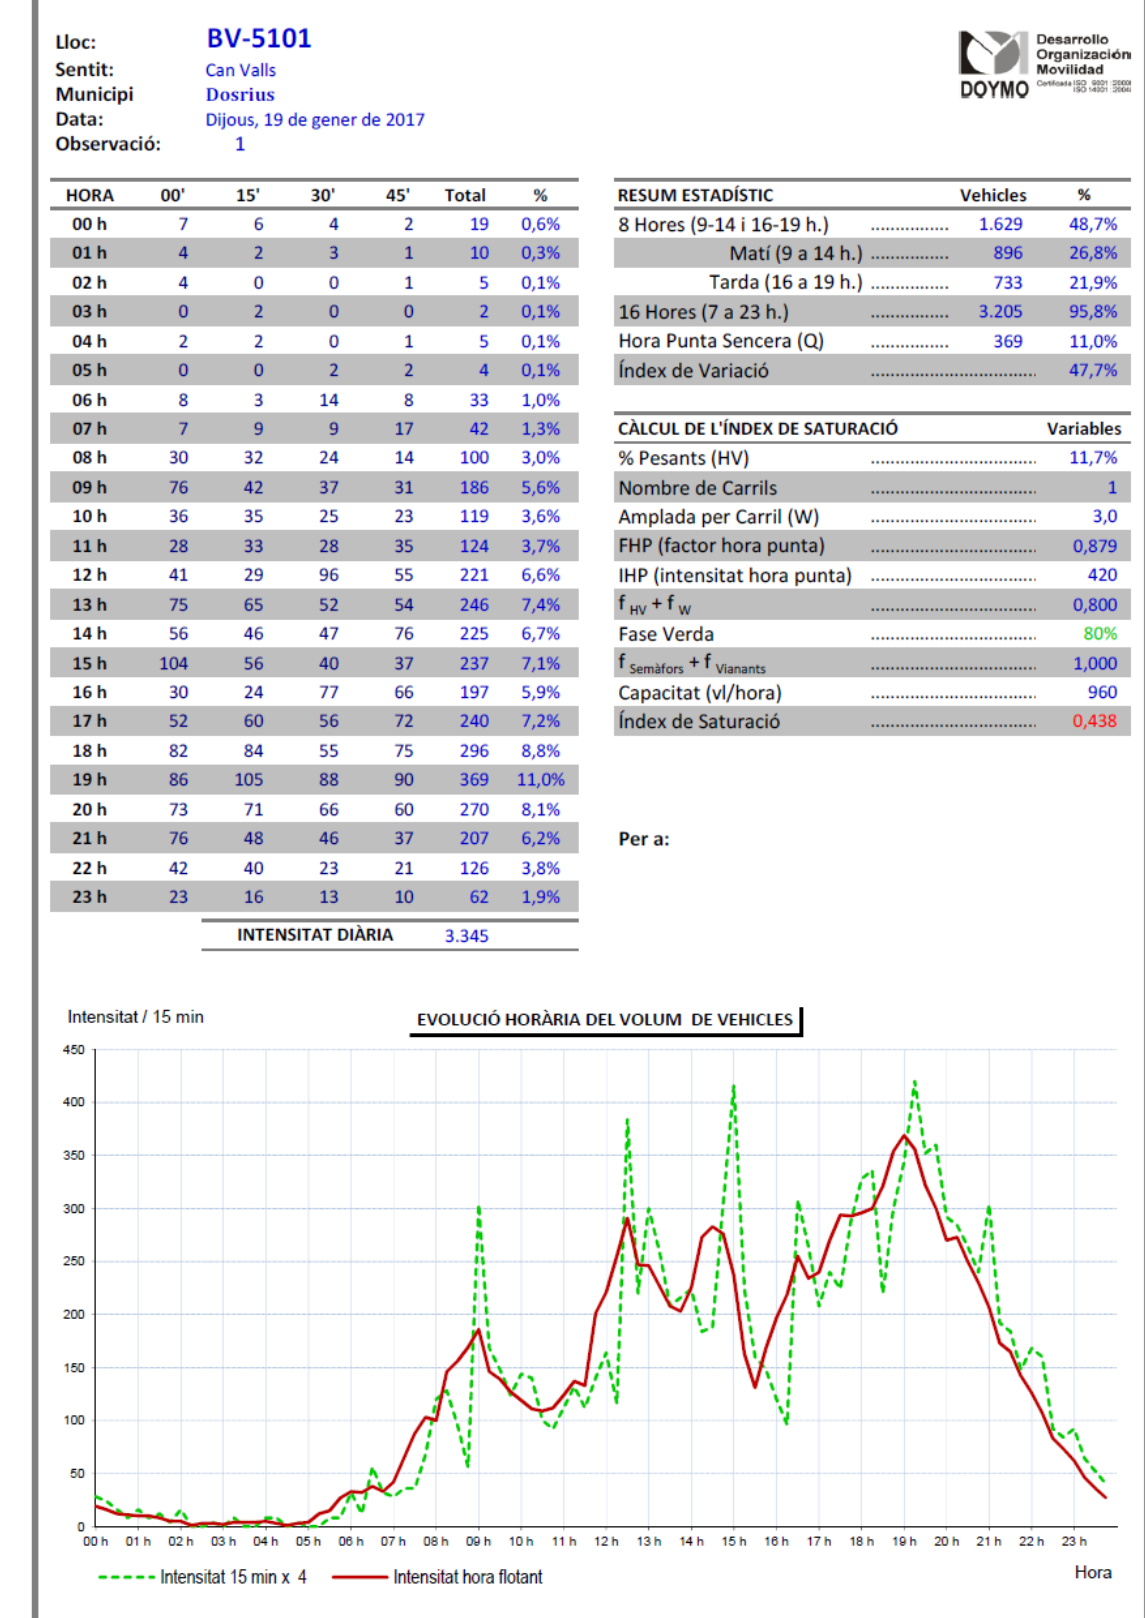 Lloc: BV-5101
Sentit: Can Valls
Municipi Dosrius
Data: Dijous, 19 de gener de 2017
Observació: 1
Desarrollo
Organización
Movilidad
DOYMO
HORA 00' 15' 30' 45' Total %
00 h 7 6 4 2 19 0,6%
01 h 4 2 3 1 10 0,3%
02 h 4 0 0 1 5 0,1%
03 h 0 2 0 0 2 0,1%
04 h 2 2 0 1 5 0,1%
05 h 0 0 2 2 4 0,1%
06 h 8 3 14 8 33 1,0%
07 h 7 9 9 17 42 1,3%
08 h 30 32 24 14 100 3,0%
09 h 76 42 37 31 186 5,6%
10 h 36 35 25 23 119 3,6%
11 h 28 33 28 35 124 3,7%
12 h 41 29 96 55 221 6,6%
13 h 75 65 52 54 246 7,4%
14 h 56 46 47 76 225 6,7%
15 h 104 56 40 37 237 7,1%
16 h 30 24 77 66 197 5,9%
17 h 52 60 56 72 240 7,2%
18 h 82 84 55 75 296 8,8%
19 h 86 105 88 90 369 11,0%
20 h 73 71 66 60 270 8,1%
21 h 76 48 46 37 207 6,2%
22 h 42 40 23 21 126 3,8%
23 h 23 16 13 10 62 1,9%
INTENSITAT DIÀRIA 3.345
RESUM ESTADÍSTIC Vehicles %
8 Hores (9-14 i 16-19 h.) ................ 1.629 48,7%
Matí (9 a 14 h.) ................ 896 26,8%
Tarda (16 a 19 h.) ................ 733 21,9%
16 Hores (7 a 23 h.) ................ 3.205 95,8%
Hora Punta Sencera (Q) ................ 369 11,0%
Índex de Variació ................................. 47,7%
CÀLCUL DE L'ÍNDEX DE SATURACIÓ Variables
% Pesants (HV) ................................. 11,7%
Nombre de Carrils ................................. 1
Amplada per Carril (W) ................................. 3,0
FHP (factor hora punta) ................................. 0,879
IHP (intensitat hora punta) ................................. 420
f HV + f W ................................. 0,800
Fase Verda 80%
f Semàfors + f Vianants ................................. 1,000
Capacitat (vl/hora) ................................. 960
Índex de Saturació ................................. 0,438
Per a:
Intensitat / 15 min
EVOLUCIÓ HORÀRIA DEL VOLUM DE VEHICLES
450
400
350
300
250
200
150
100
50
0
00 h 01 h 02 h 03 h 04 h 05 h 06 h 07 h 08 h 09 h 10 h 11 h 12 h 13 h 14 h 15 h 16 h 17 h 18 h 19 h 20 h 21 h 22 h 23 h
Hora
Intensitat 15 min x 4 Intensitat hora flotant